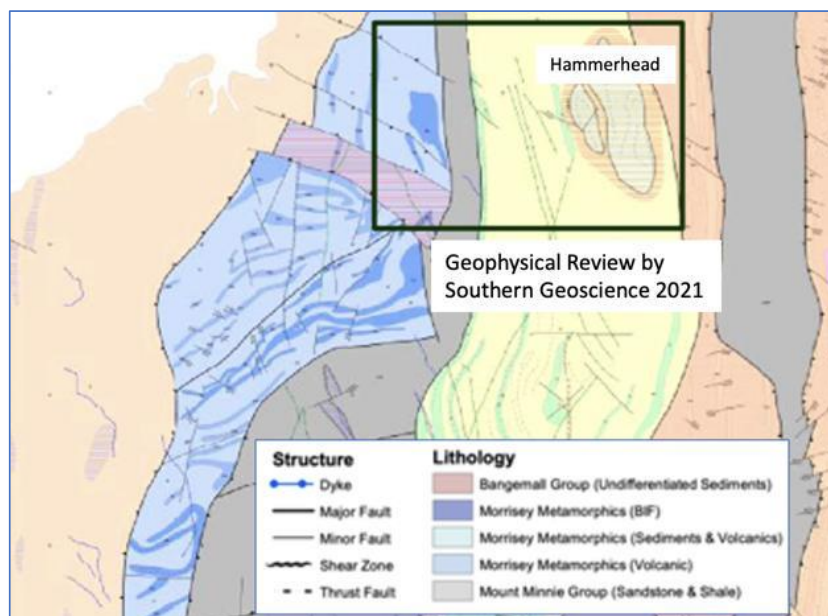 Hammerhead
Geophysical Review by
Southern Geoscience 2021
Structure
Dyke
Major Fault
Minor Fault
Shear Zone
Thrust Fault
Lithology
Bangemall Group (Undifferentiated Sediments)
Morrisey Metamorphics (BIF)
Morrisey Metamorphics (Sediments & Volcanics)
Morrisey Metamorphics (Volcanic)
Mount Minnie Group (Sandstone & Shale)